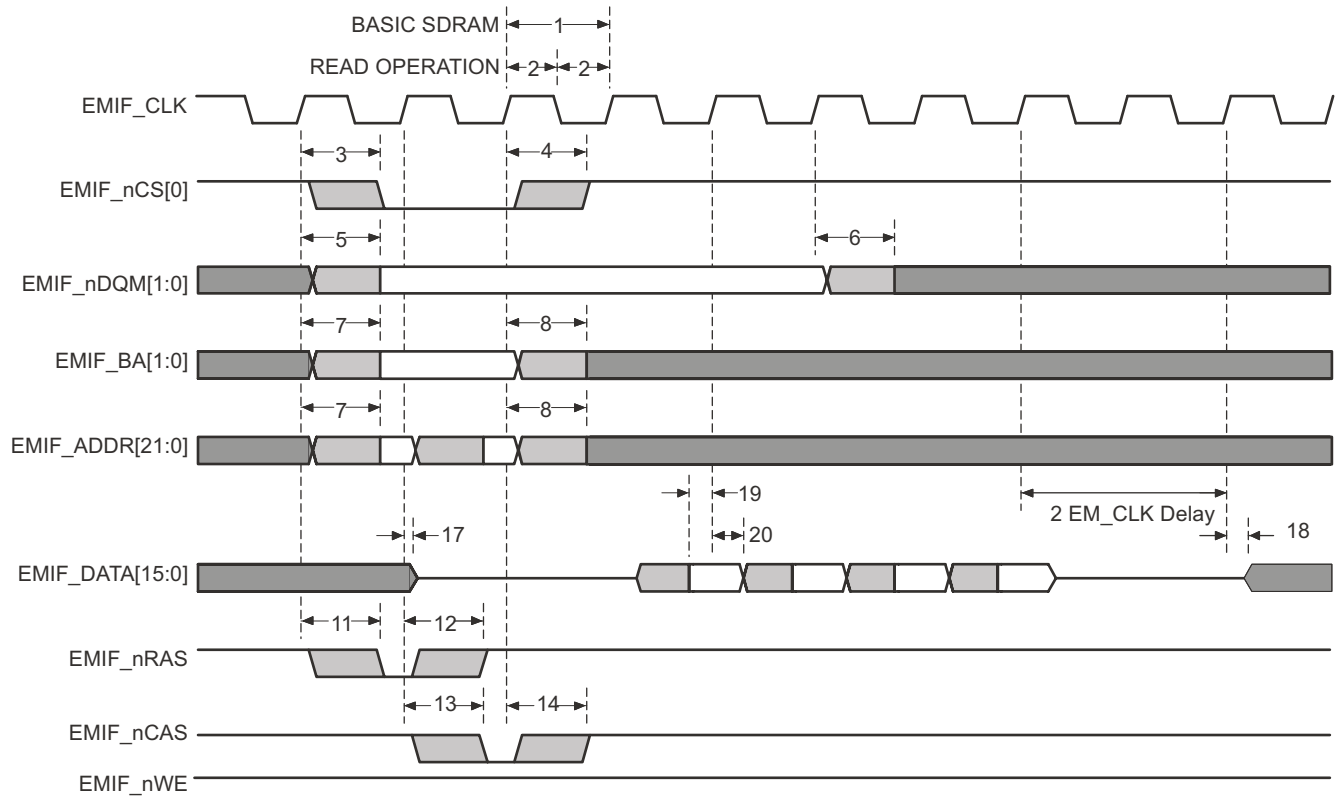 BASIC SDRAM
1
READ OPERATION
2
2
EMIF_CLK
3
4
EMIF_nCS[0]
5
6
EMIF_nDQM[1:0]
7
8
EMIF_BA[1:0]
7
8
EMIF_ADDR[21:0]
19
2 EM_CLK Delay
17
20
18
EMIF_DATA[15:0]
11
12
EMIF_nRAS
13
14
EMIF_nCAS
EMIF_nWE